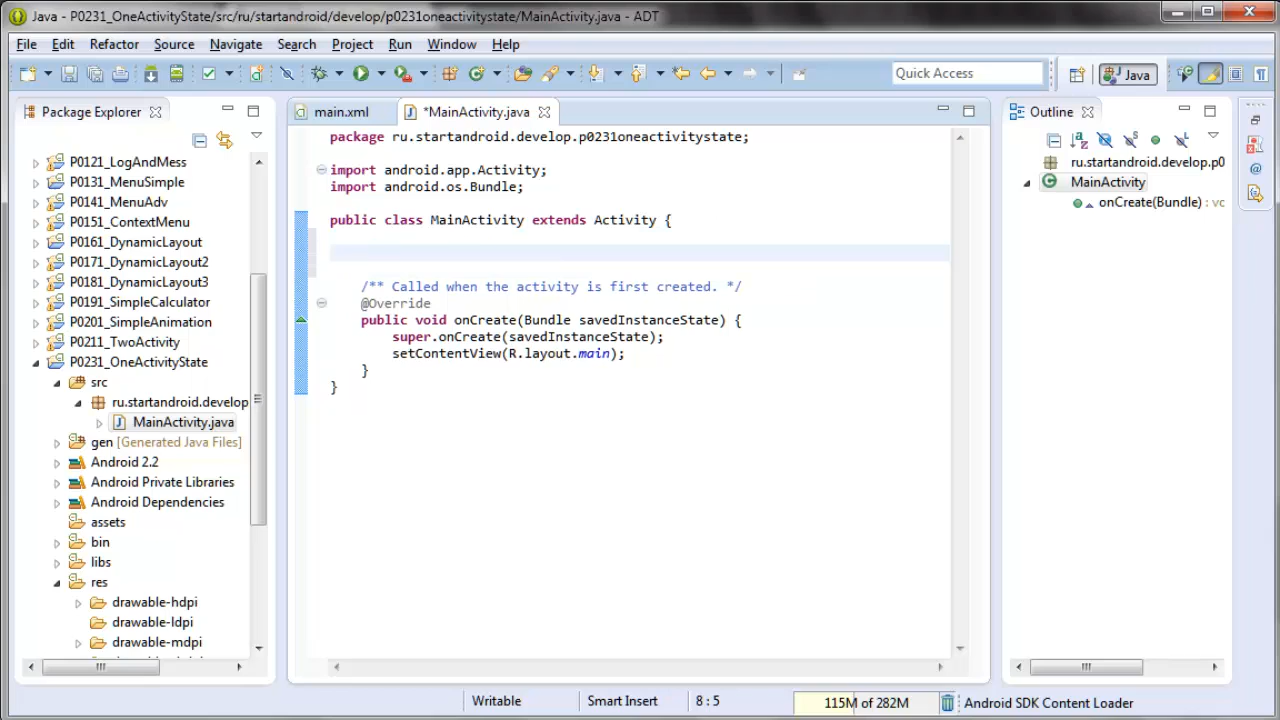 Java - P0231_OneActivityState/src/ru/startandroid/develop/p0231oneactivitystate/MainActivity.java - ADT
File Edit Refactor Source Navigate Search Project Run Window Help
Quick Access
Java
Package Explorer
P0121_LogAndMess
P0131_MenuSimple
P0141_MenuAdv
P0151_ContextMenu
P0161_DynamicLayout
P0171_DynamicLayout2
P0181_DynamicLayout3
P0191_SimpleCalculator
P0201_SimpleAnimation
P0211_TwoActivity
P0231_OneActivityState
src
ru.startandroid.develop
MainActivity.java
gen [Generated Java Files]
Android 2.2
Android Private Libraries
Android Dependencies
assets
bin
libs
res
drawable-hdpi
drawable-ldpi
drawable-mdpi
main.xml
*MainActivity.java
package ru.startandroid.develop.p0231oneactivitystate;
import android.app.Activity;
import android.os.Bundle;
public class MainActivity extends Activity {
/** Called when the activity is first created. */
@Override
public void onCreate(Bundle savedInstanceState) {
super.onCreate(savedInstanceState);
setContentView(R.layout.main);
}
}
Outline
ru.startandroid.develop.p0
MainActivity
onCreate(Bundle) : vc
Writable
Smart Insert
8 : 5
115M of 282M
Android SDK Content Loader